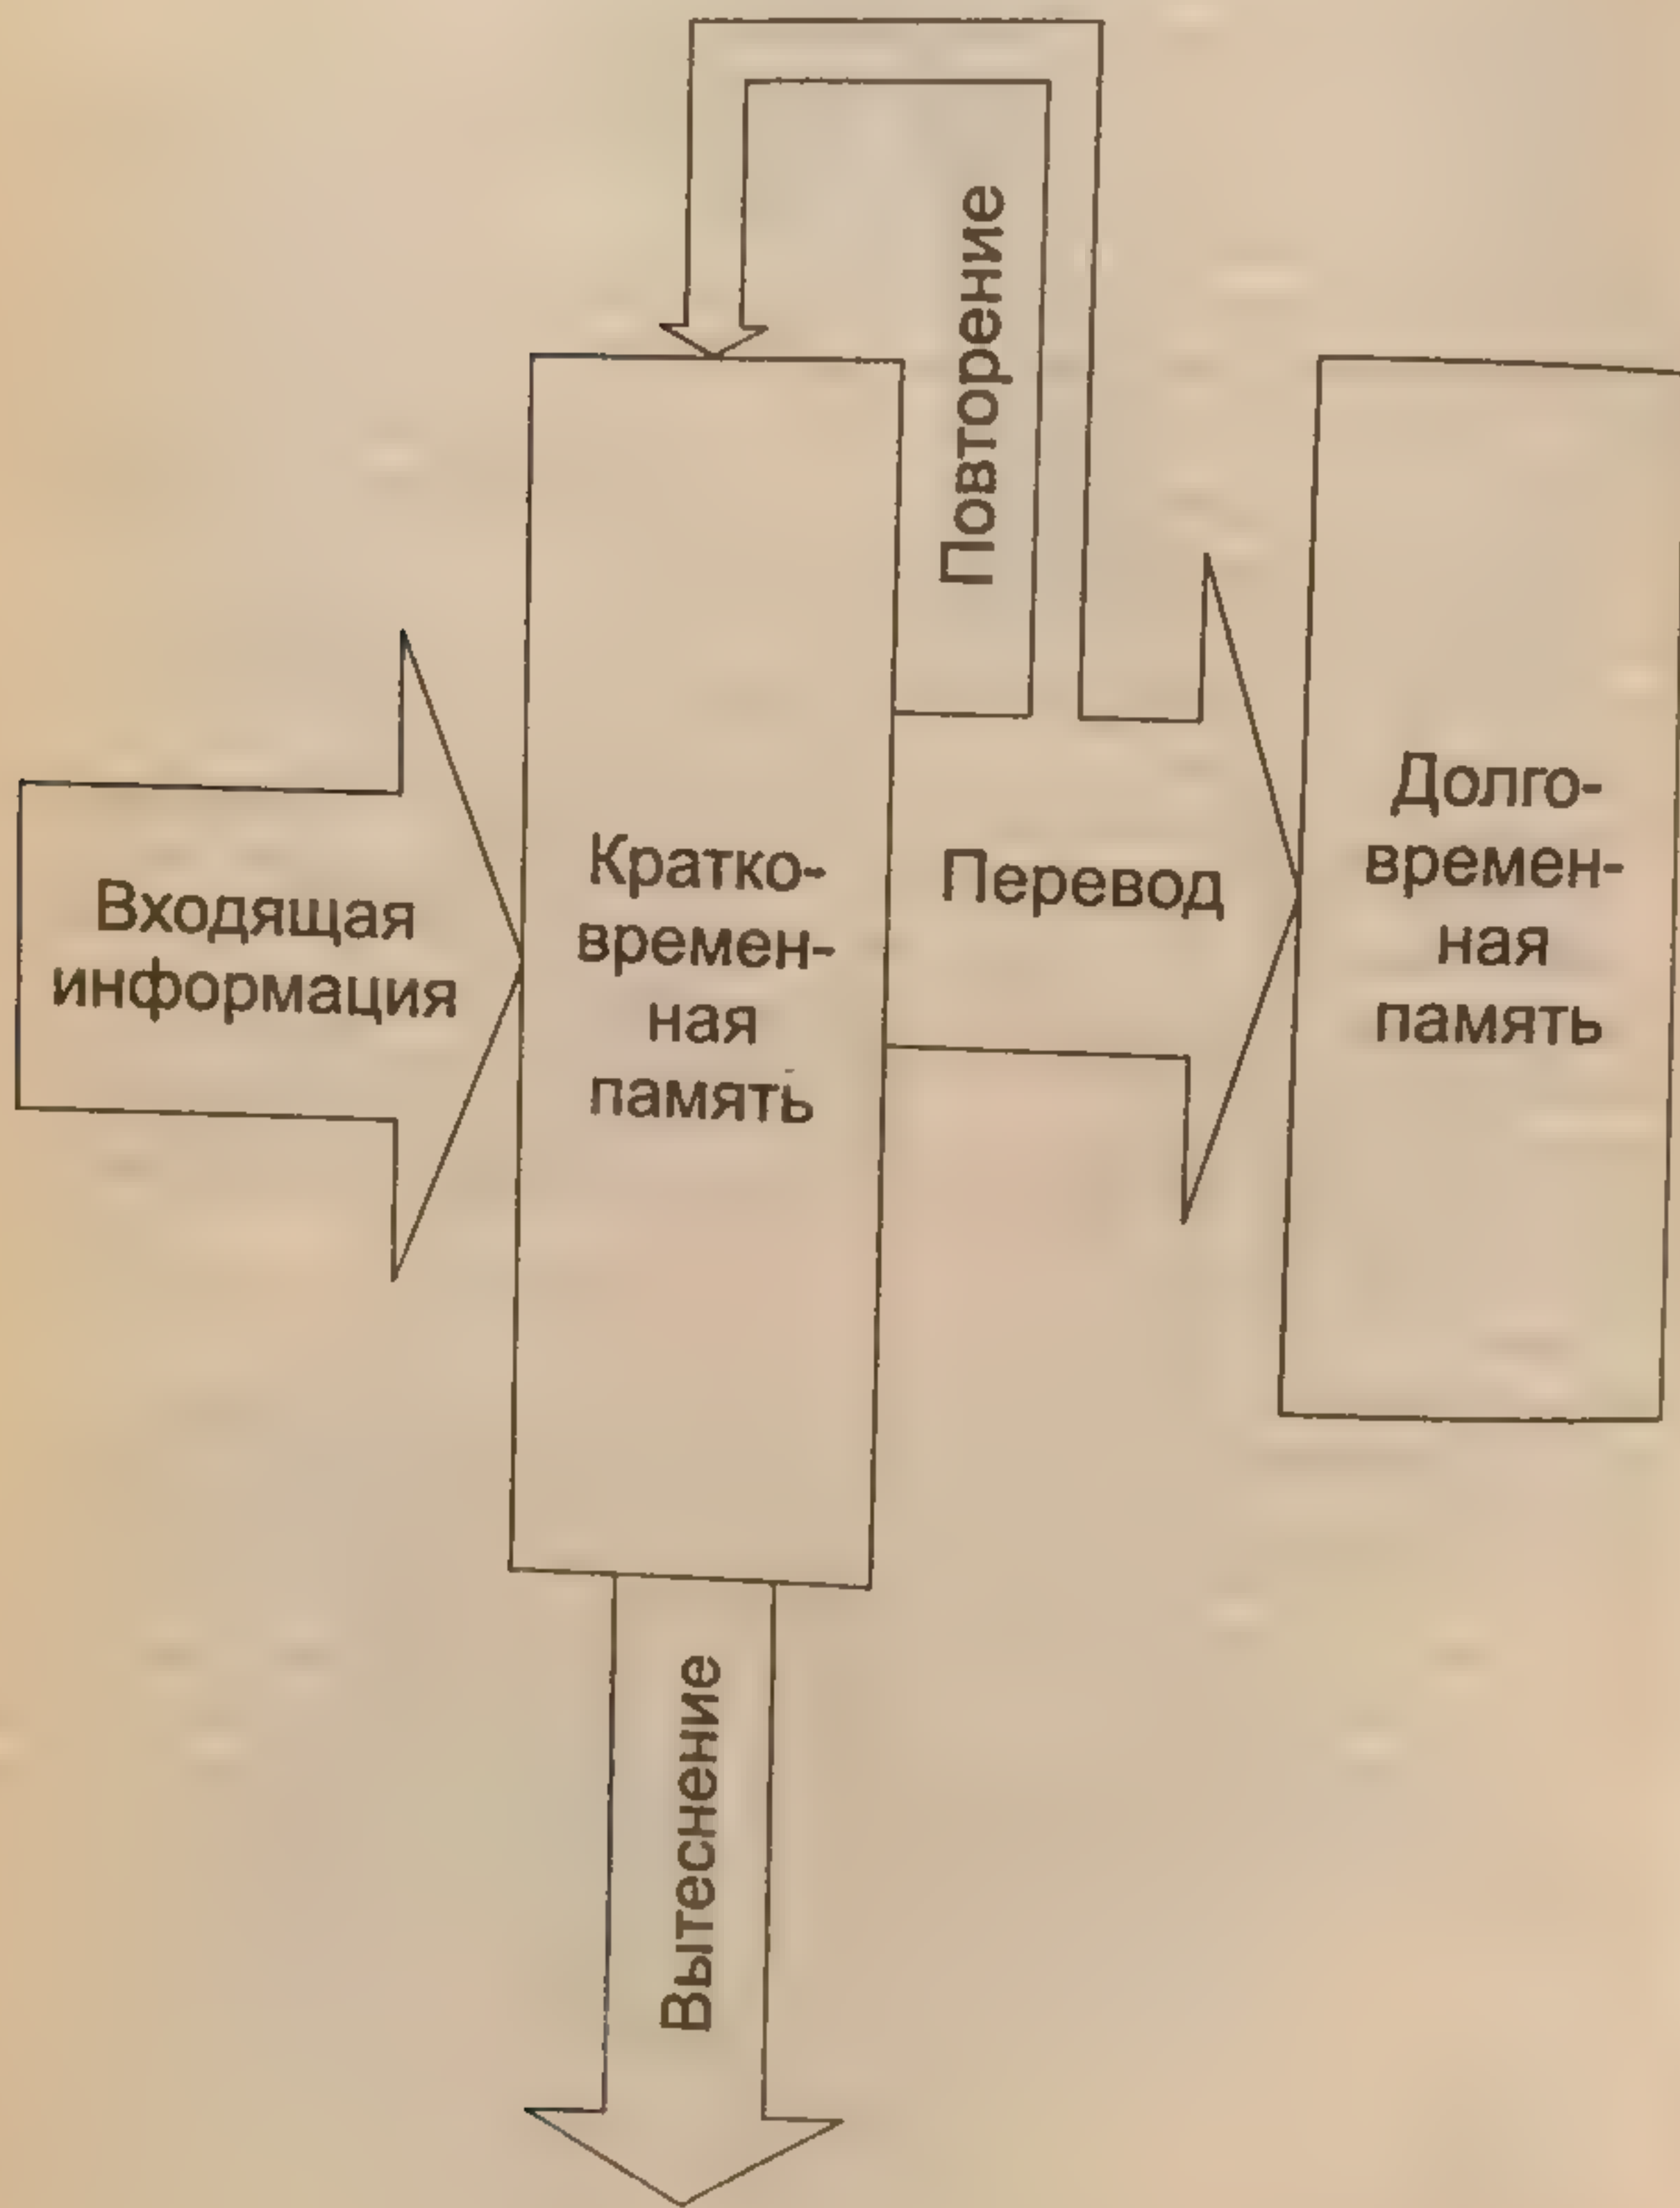 Повторение
Входящая
информация
Кратко-
времен-
ная
память
Перевод
Долго-
времен-
ная
память
Вытеснение